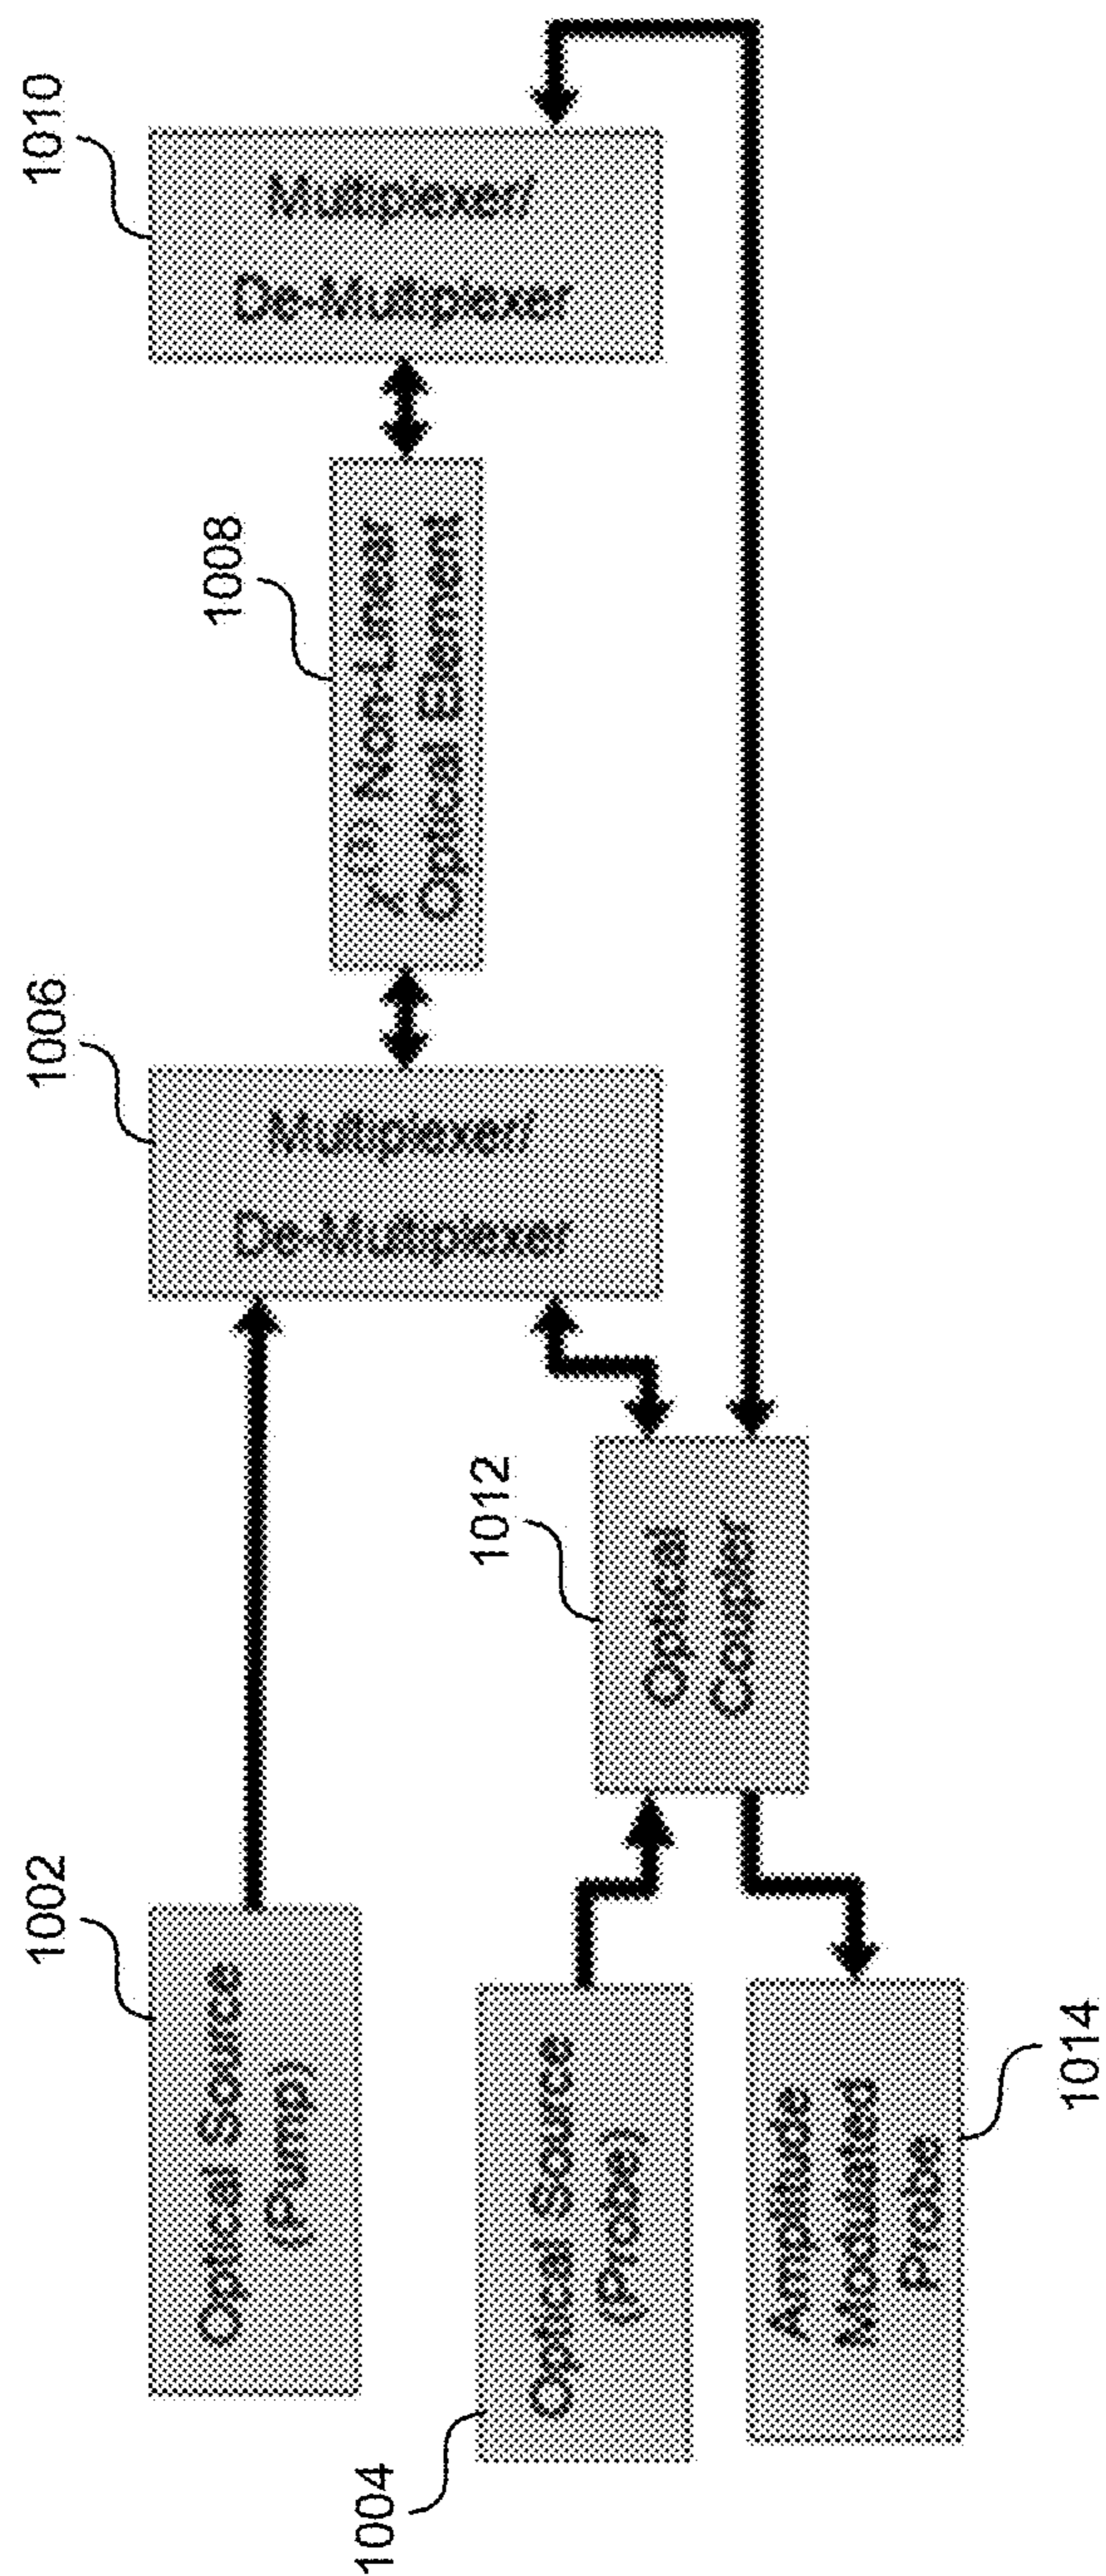 1002
Optical Source
(Pump)
1004
Optical Source
(Probe)
Amplitude
Modulated
Probe
1014
1012
Optical
Coupler
1006
Multiplexer/
De-Multiplexer
1008
Non-Linear
Optical Element
1010
Multiplexer/
De-Multiplexer